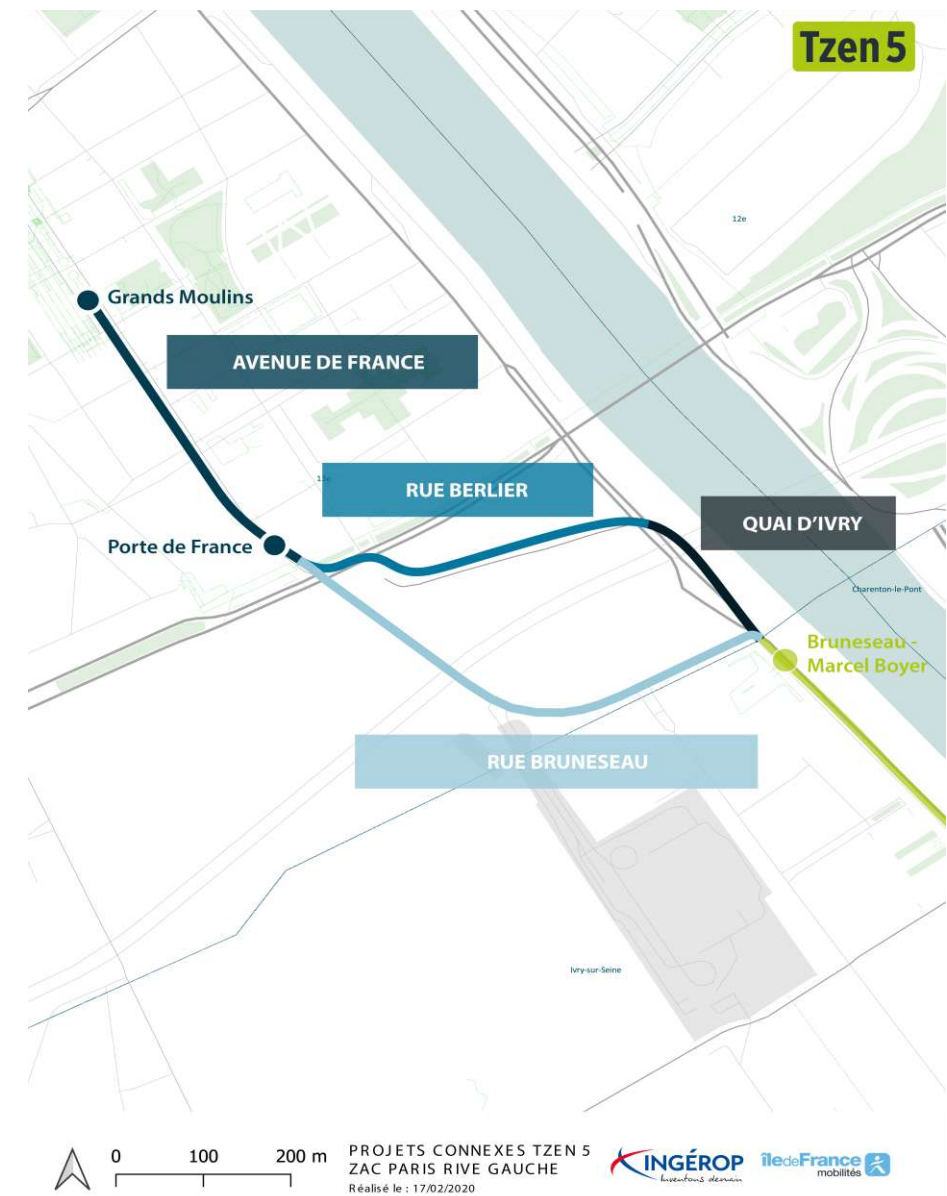 Tzen 5
12e
Grands Moulins
AVENUE DE FRANCE
13e
RUE BERLIER
QUAI D'IVRY
Porte de France
Charenton-le-Pont
Bruneseau -
Marcel Boyer
RUE BRUNESEAU
Ivry-sur-Seine
0 100 200 m
PROJETS CONNEXES TZEN 5
ZAC PARIS RIVE GAUCHE
Réalisé le : 17/02/2020
INGÉROP
Inventons demain
îledeFrance
mobilités